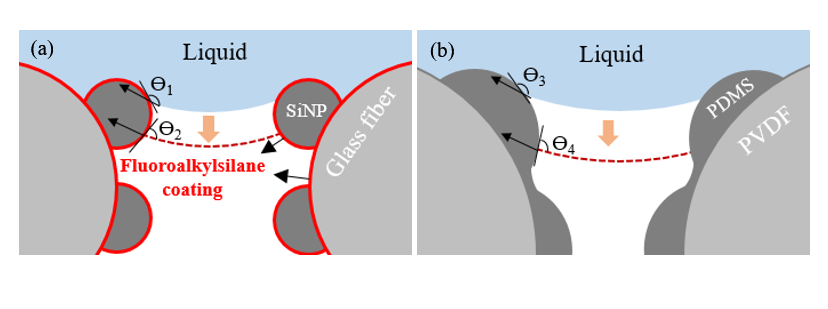 (a)
Liquid
ϴ1
ϴ2
SiNP
Glass fiber
Fluoroalkylsilane
coating
(b)
Liquid
ϴ3
ϴ4
PDMS
PVDF